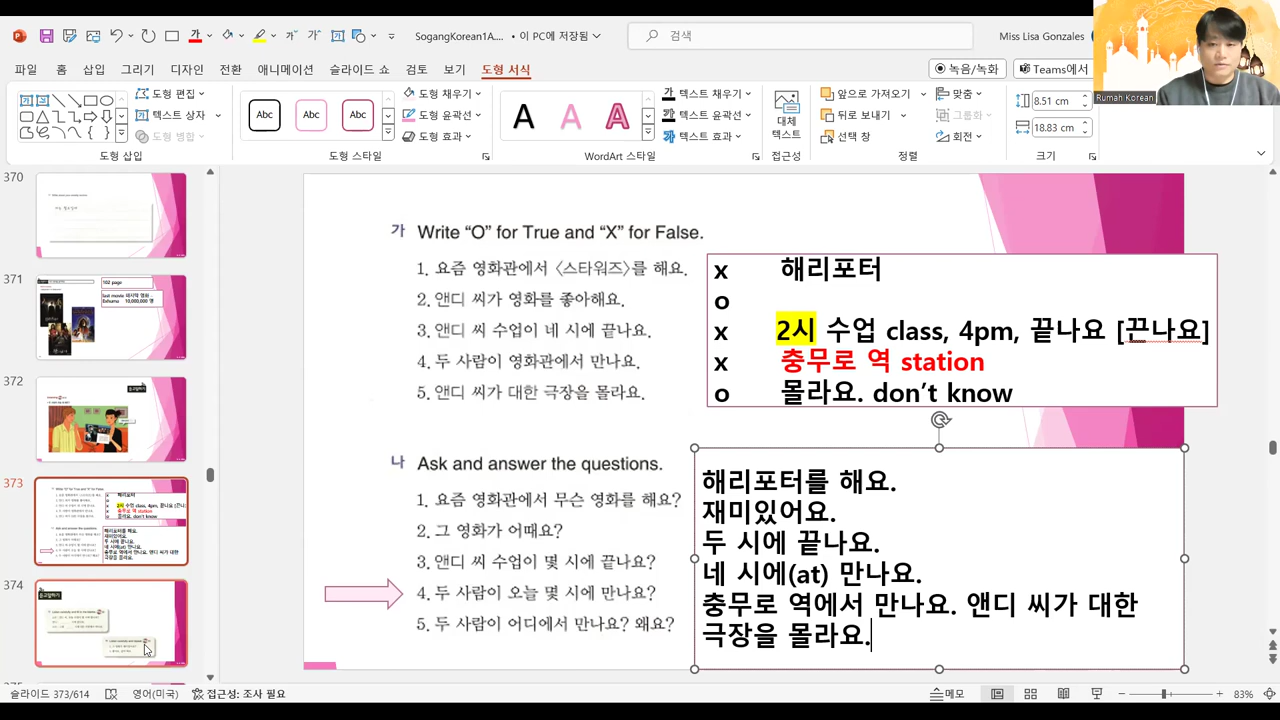 SogangKorean1A... • 이 PC에 저장됨
검색
Miss Lisa Gonzales
파일 홈 삽입 그리기 디자인 전환 애니메이션 슬라이드 쇼 검토 보기 도형 서식
녹음/녹화
Teams에서
Rumah Korean
도형 편집
텍스트 상자
도형 병합
도형 삽입
Abc Abc Abc
도형 채우기
도형 윤곽선
도형 효과
도형 스타일
A A A
텍스트 채우기
텍스트 윤곽선
텍스트 효과
WordArt 스타일
대체 텍스트
접근성
앞으로 가져오기
뒤로 보내기
선택 창
맞춤
그룹화
회전
정렬
8.51 cm
18.83 cm
크기
370
371
102 page
372
373
374
가 Write “O” for True and “X” for False.
1. 요즘 영화관에서 〈스타워즈〉를 해요.
2. 앤디 씨가 영화를 좋아해요.
3. 앤디 씨 수업이 네 시에 끝나요.
4. 두 사람이 영화관에서 만나요.
5. 앤디 씨가 대한 극장을 몰라요.
x 해리포터
o
x 2시 수업 class, 4pm, 끝나요 [끈나요]
x 충무로 역 station
o 몰라요. don’t know
나 Ask and answer the questions.
1. 요즘 영화관에서 무슨 영화를 해요?
2. 그 영화가 어때요?
3. 앤디 씨 수업이 몇 시에 끝나요?
4. 두 사람이 오늘 몇 시에 만나요?
5. 두 사람이 어디에서 만나요? 왜요?
해리포터를 해요.
재미있어요.
두 시에 끝나요.
네 시에(at) 만나요.
충무로 역에서 만나요. 앤디 씨가 대한
극장을 몰라요.
슬라이드 373/614
영어(미국)
접근성: 조사 필요
메모
83%